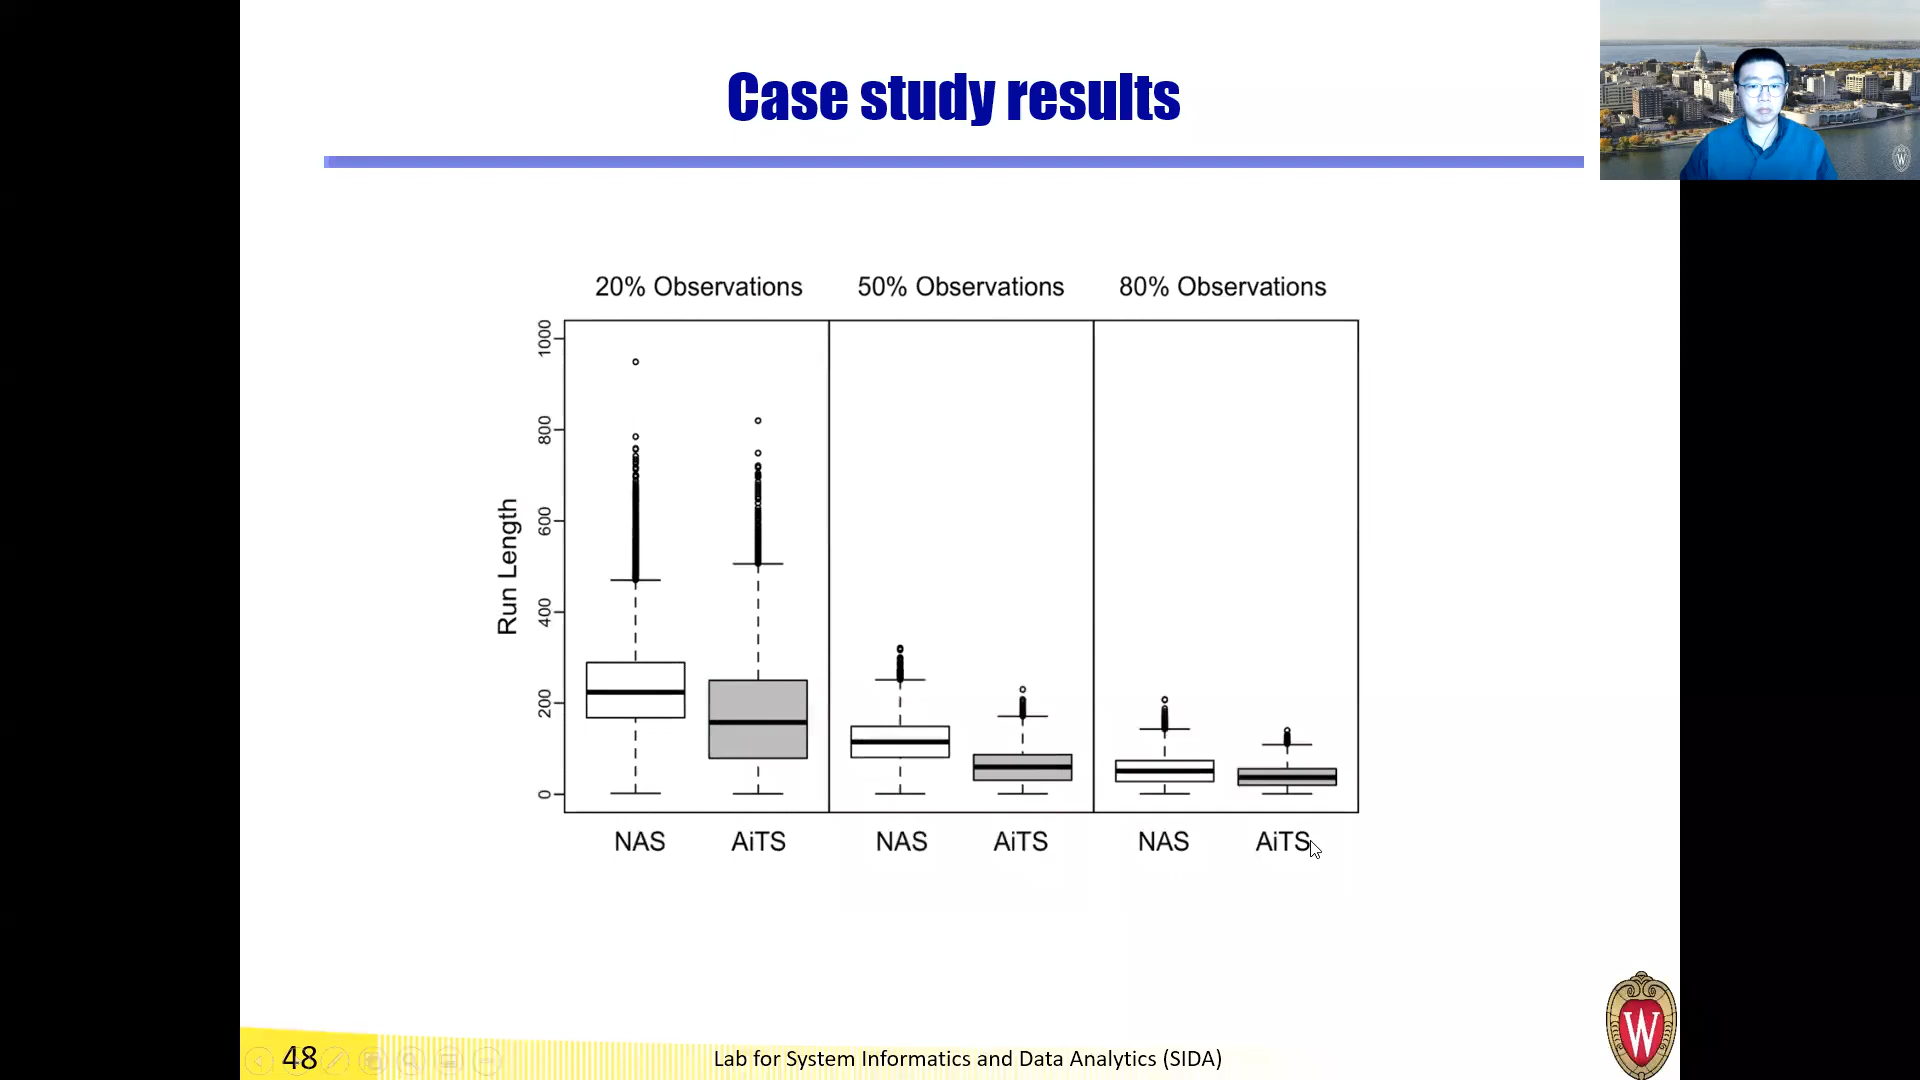 Case study results
20% Observations
50% Observations
80% Observations
Run Length
1000
800
600
400
200
0
NAS
AiTS
NAS
AiTS
NAS
AiTS
48
Lab for System Informatics and Data Analytics (SIDA)
W
W